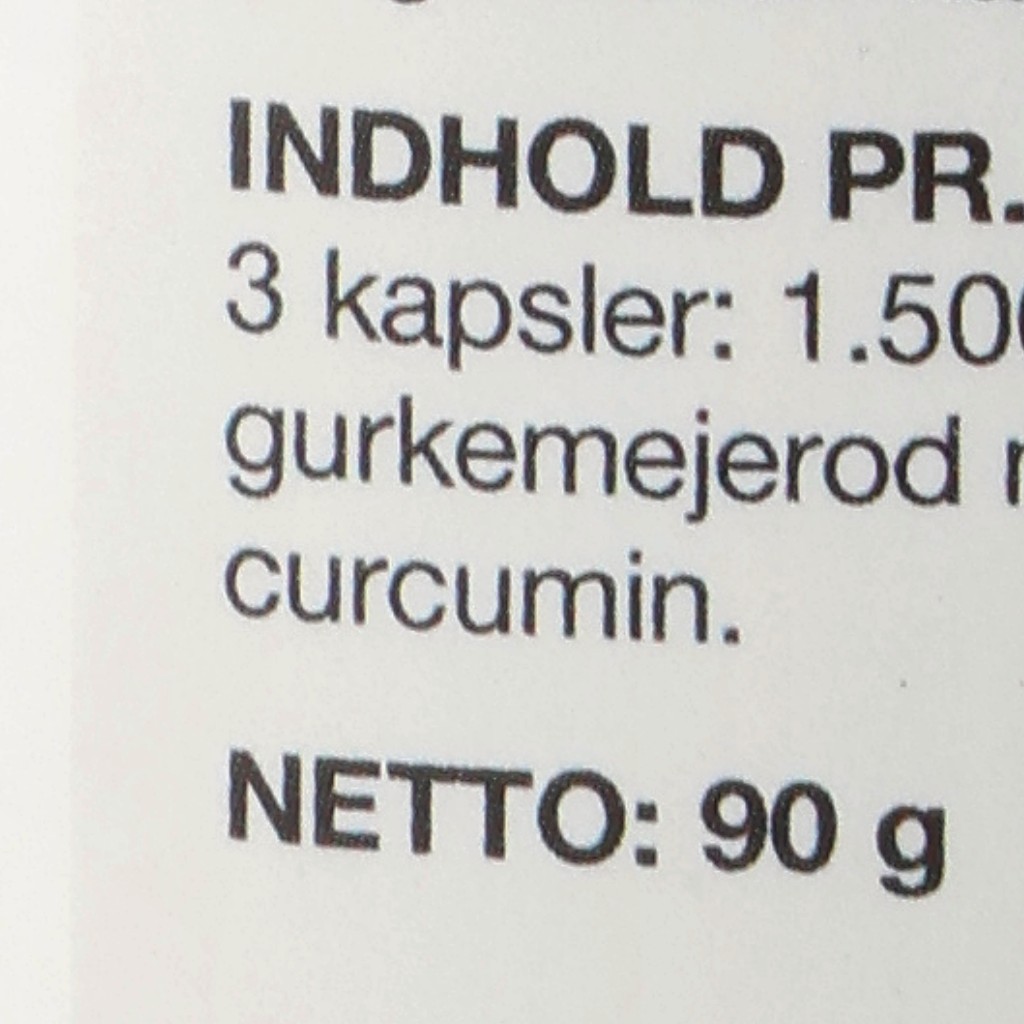 INDHOLD PR.
3 kapsler: 1.50
gurkemejerod
curcumin.
NETTO: 90 g